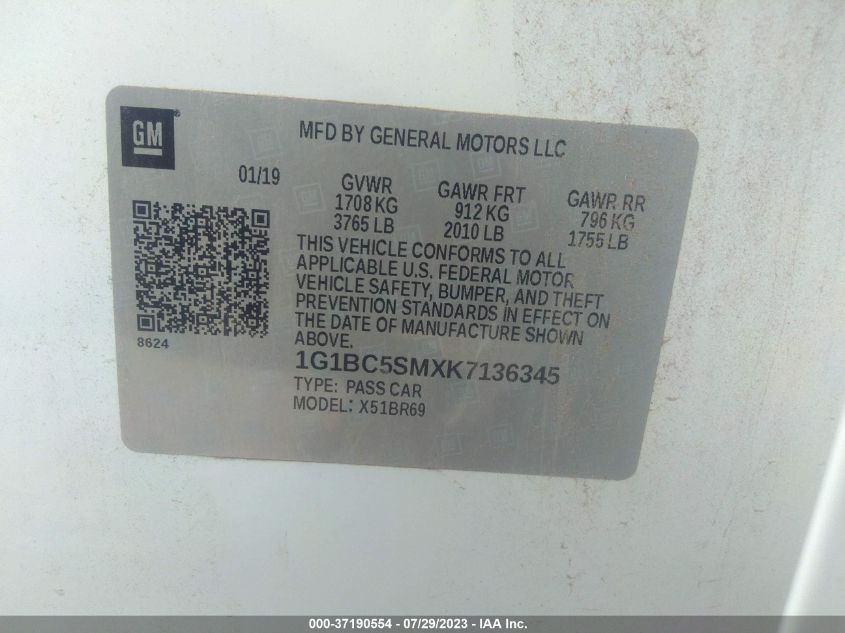 GM®
MFD BY GENERAL MOTORS LLC
01/19
GVWR
1708 KG
3765 LB
GAWR FRT
912 KG
2010 LB
GAWR RR
796 KG
1755 LB
THIS VEHICLE CONFORMS TO ALL
APPLICABLE U.S. FEDERAL MOTOR
VEHICLE SAFETY, BUMPER, AND THEFT
PREVENTION STANDARDS IN EFFECT ON
THE DATE OF MANUFACTURE SHOWN
ABOVE.
8624
1G1BC5SMXK7136345
TYPE: PASS CAR
MODEL: X51BR69
000-37190554 - 07/29/2023 - IAA Inc.